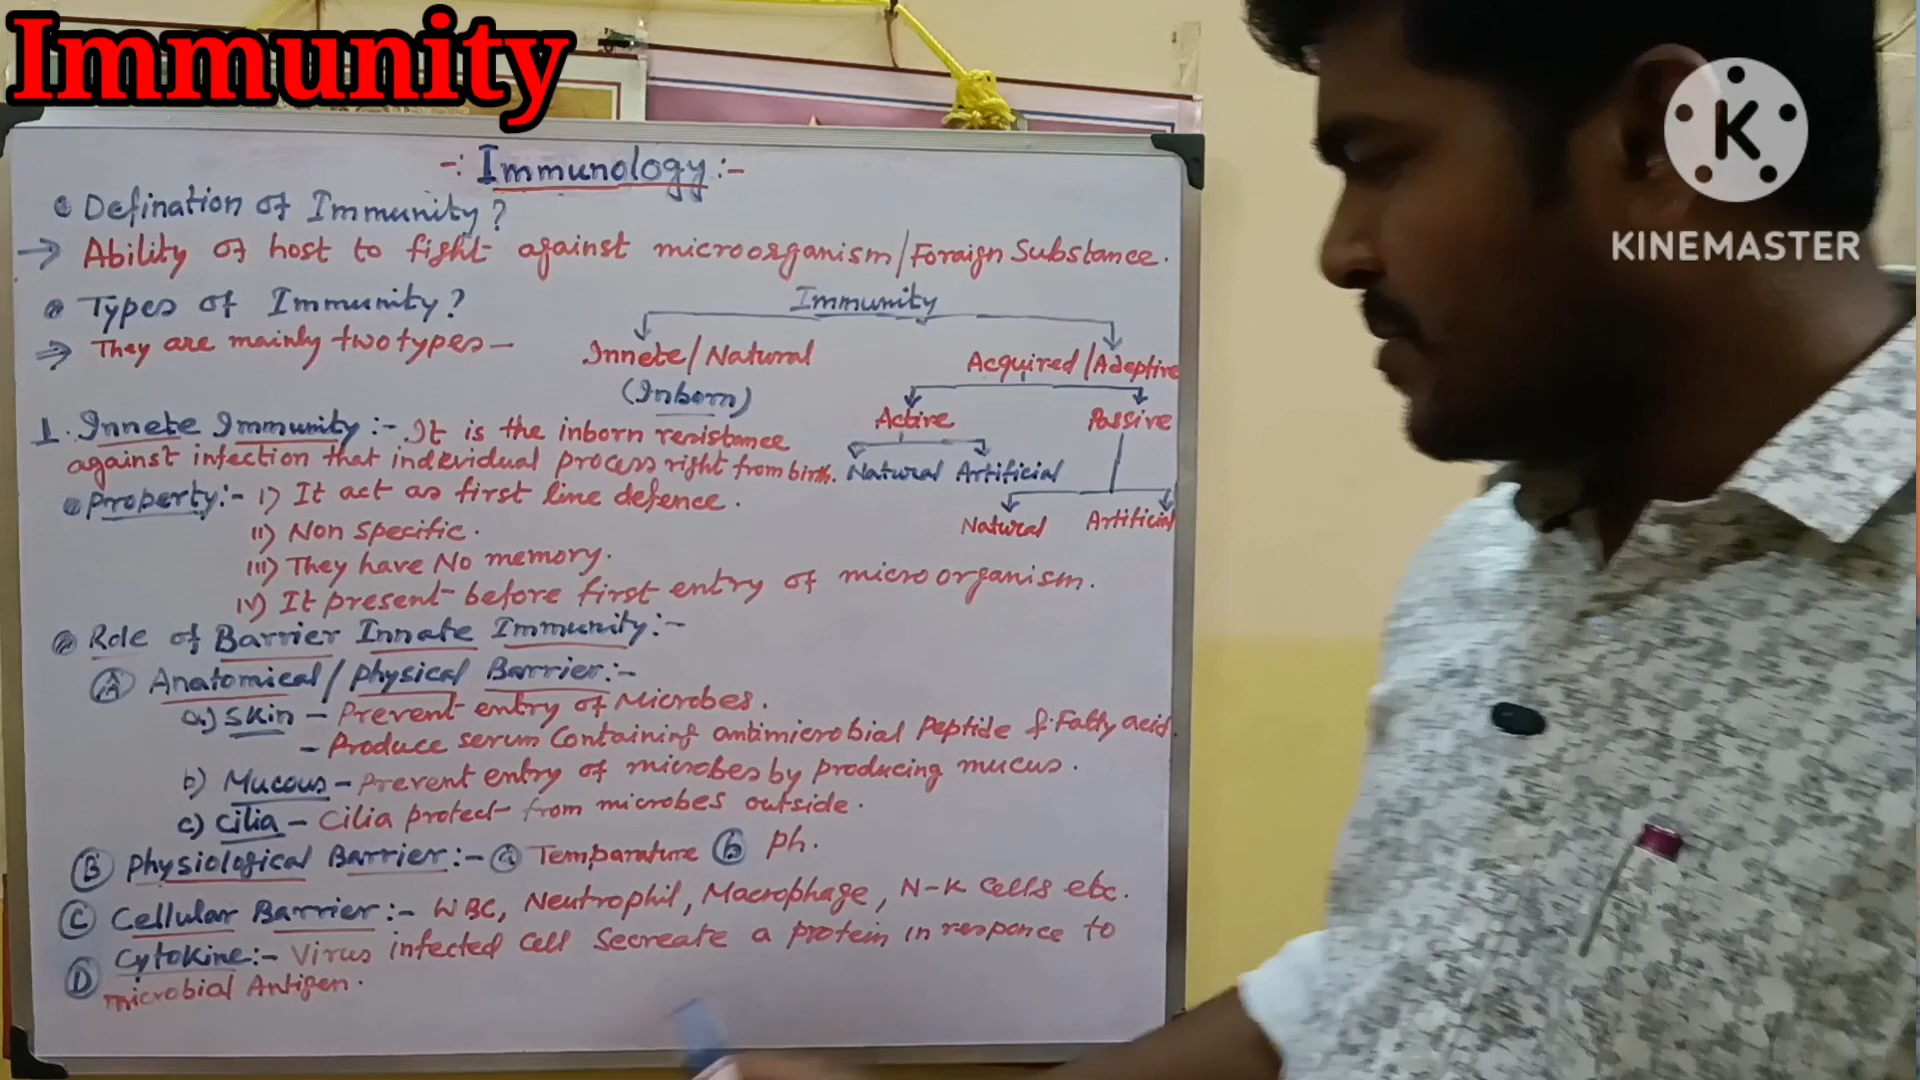 Immunity
K
KINEMASTER
-: Immunology :-
Defination of Immunity?
→ Ability of host to fight against microorganism/Foraign Substance.
Types of Immunity?
⇒ They are mainly two types —
Immunity
Innete/Natural
(Inborn)
Acquired/Adeptive
Active
Passive
Natural Artificial
Natural Artificial
1. Innete Immunity :- It is the inborn resistance
against infection that individual process right from birth.
Property:- i) It act as first line defence.
ii) Non specific.
iii) They have No memory.
iv) It present before first entry of microorganism.
Role of Barrier Innate Immunity:-
(A) Anatomical/Physical Barrier:-
a) Skin – Prevent entry of Microbes.
– Produce serum Containing antimicrobial Peptide & Fatty acid.
b) Mucous – Prevent entry of microbes by producing mucus.
c) Cilia – Cilia protect from microbes outside.
(B) Physiological Barrier:- (a) Temparature (b) Ph.
(C) Cellular Barrier:- WBC, Neutrophil, Macrophage, N-K cells etc.
(D) Cytokine:- Virus infected cell Secreate a protein in responce to
microbial Antigen.